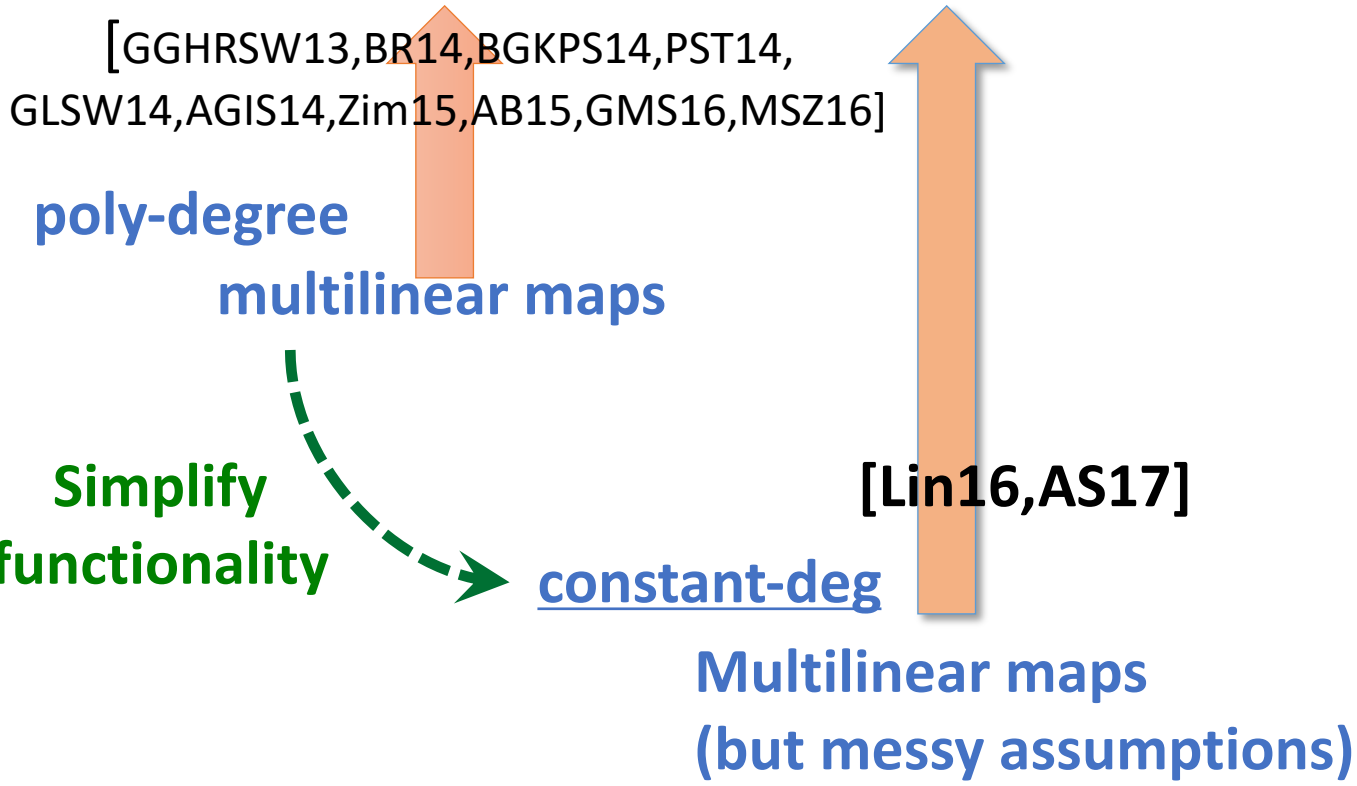 [GGHRSW13,BR14,BGKPS14,PST14,
GLSW14,AGIS14,Zim15,AB15,GMS16,MSZ16]
poly-degree
multilinear maps
Simplify
functionality
[Lin16,AS17]
constant-deg
Multilinear maps
(but messy assumptions)